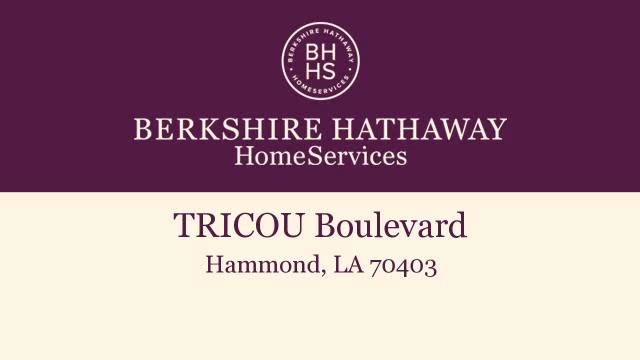 BERKSHIRE HATHAWAY
BH
HS
HOMESERVICES
BERKSHIRE HATHAWAY
HomeServices
TRICOU Boulevard
Hammond, LA 70403